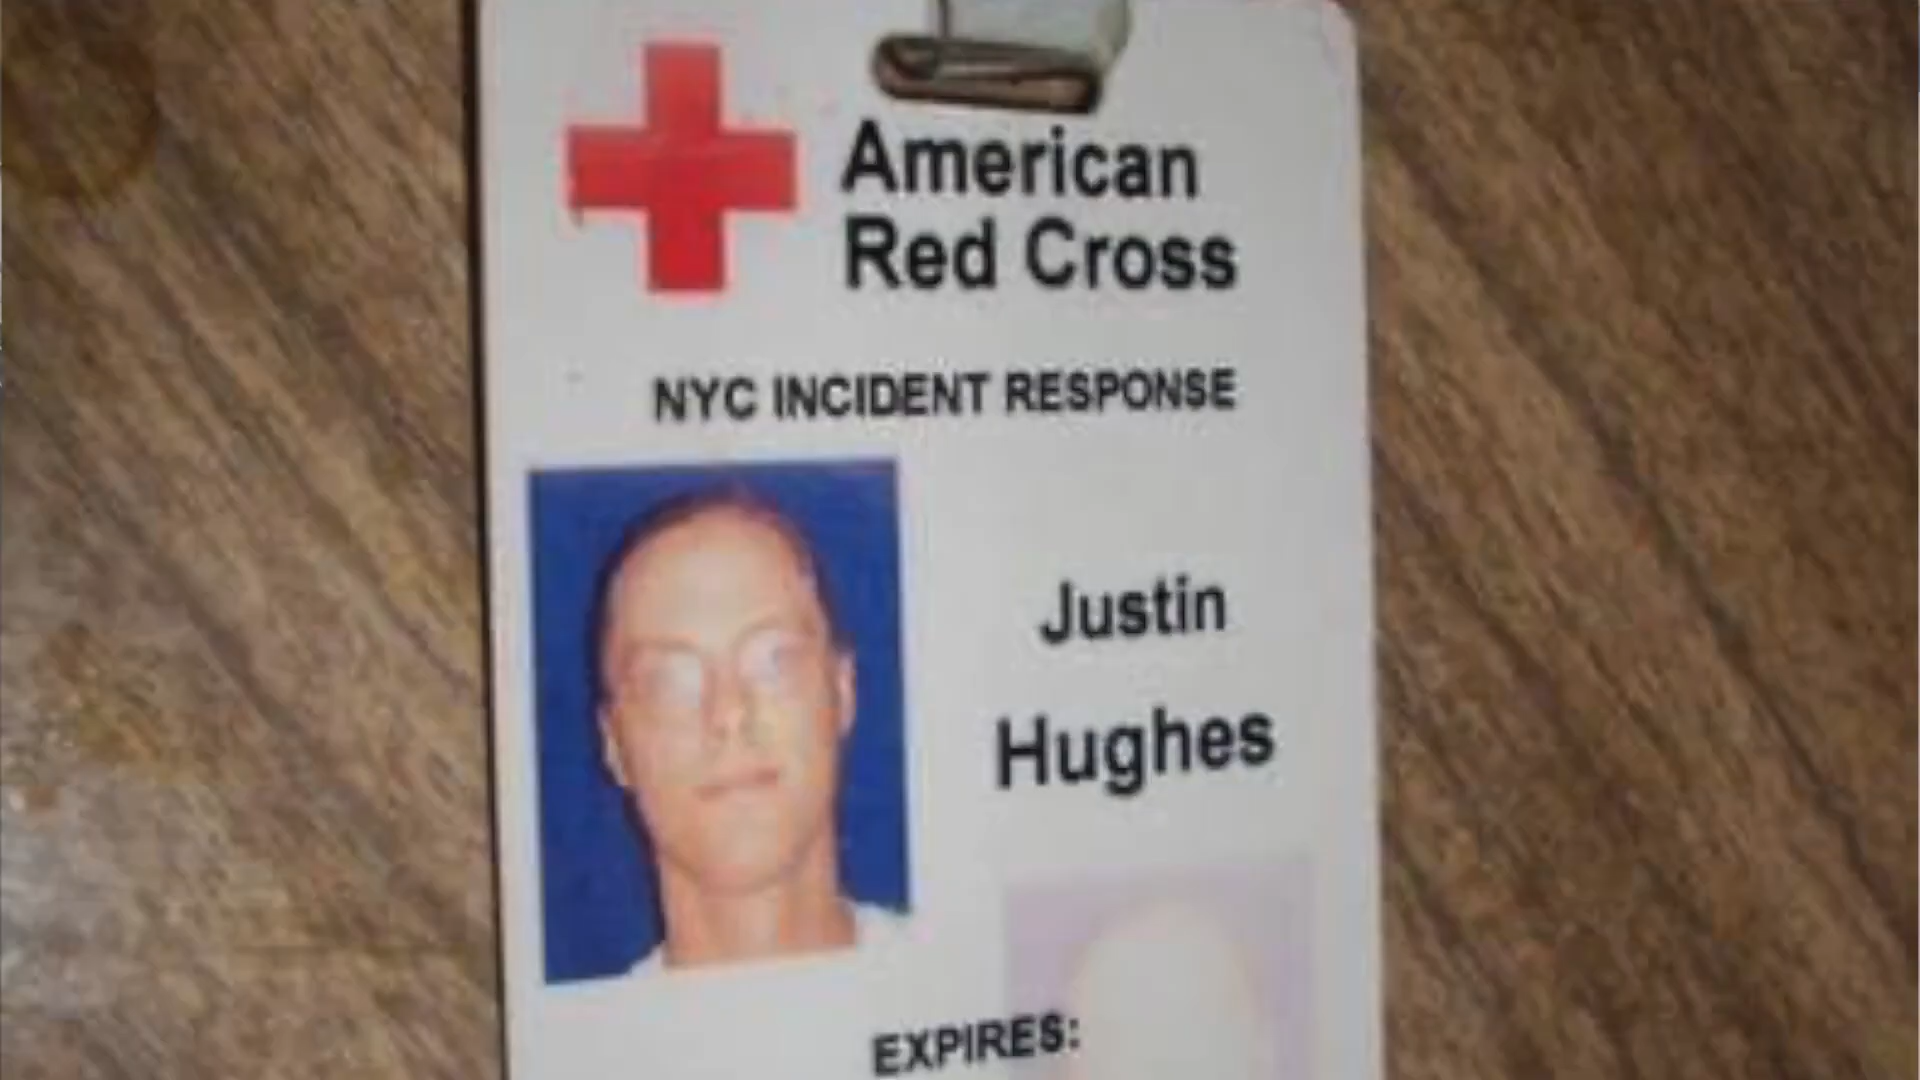 American
Red Cross
NYC INCIDENT RESPONSE
Justin
Hughes
EXPIRES: